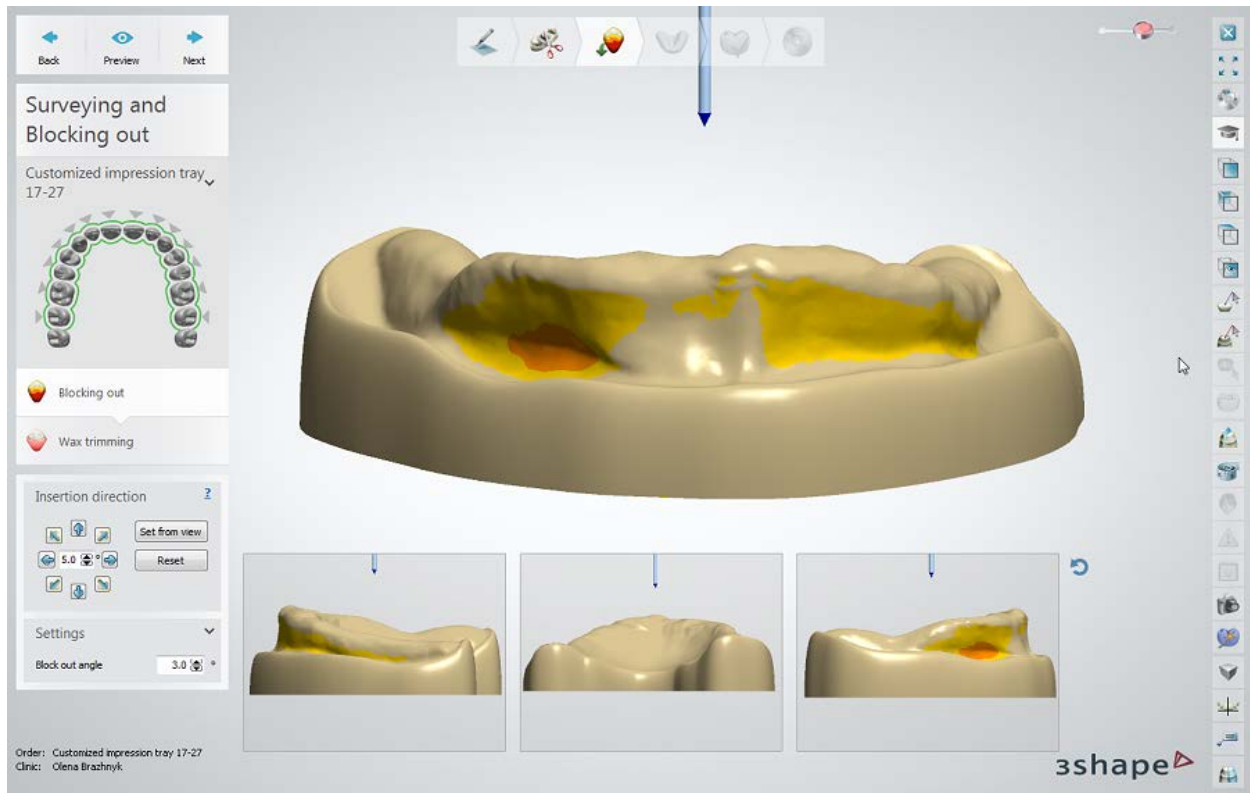 Back
Preview
Next
Surveying and
Blocking out
Customized impression tray
17-27
Blocking out
Wax trimming
Insertion direction
?
Set from view
5.0 °
Reset
Settings
Block out angle
3.0 °
Order: Customized impression tray 17-27
Clinic: Olena Brazhnyk
3shape